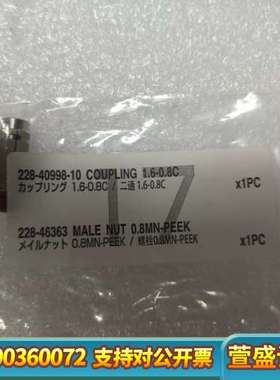 17
228-40998-10 COUPLING 1.6-0.8C
カップリング 1.6-0.8C / 二通 1.6-0.8C x1PC
228-46363 MALE NUT 0.8MN-PEEK
メイルナット 0.8MN-PEEK / 螺栓0.8MN-PEEK x1PC
00360072 支持对公开票 萱盛